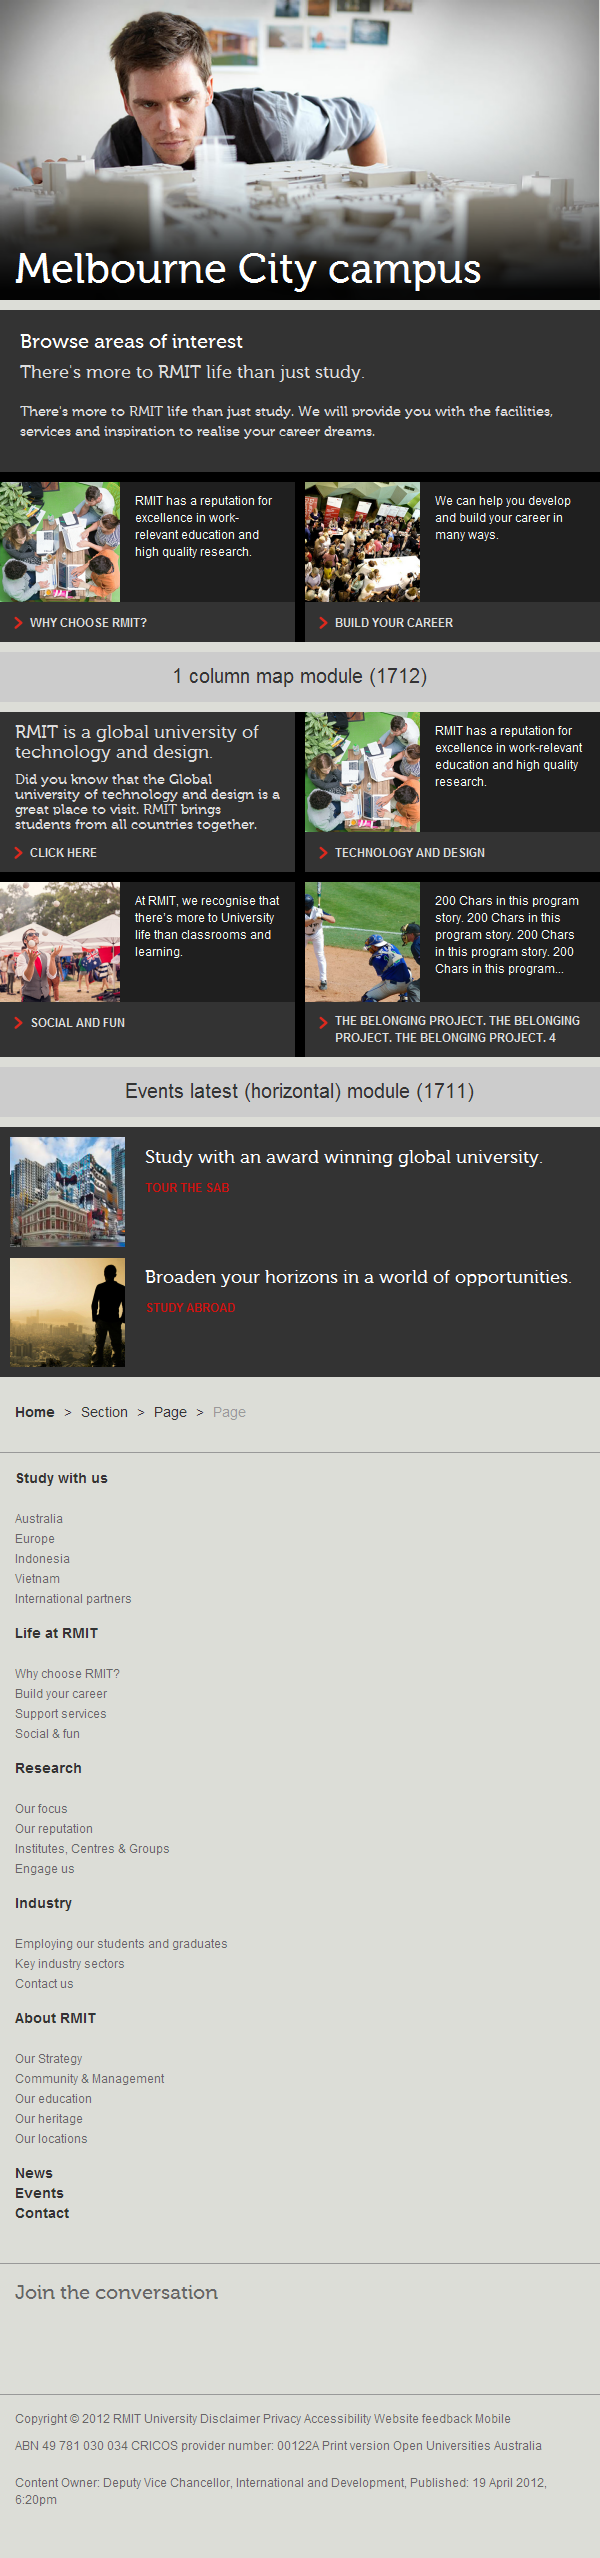 Melbourne City campus
Browse areas of interest
There's more to RMIT life than just study.
There's more to RMIT life than just study. We will provide you with the facilities,
services and inspiration to realise your career dreams.
RMIT has a reputation for
excellence in work-
relevant education and
high quality research.
WHY CHOOSE RMIT?
We can help you develop
and build your career in
many ways.
BUILD YOUR CAREER
1 column map module (1712)
RMIT is a global university of
technology and design.
Did you know that the Global
university of technology and design is a
great place to visit. RMIT brings
students from all countries together.
CLICK HERE
RMIT has a reputation for
excellence in work-relevant
education and high quality
research.
TECHNOLOGY AND DESIGN
At RMIT, we recognise that
there's more to University
life than classrooms and
learning.
SOCIAL AND FUN
200 Chars in this program
story. 200 Chars in this
program story. 200 Chars
in this program story. 200
Chars in this program...
THE BELONGING PROJECT. THE BELONGING
PROJECT. THE BELONGING PROJECT. 4
Events latest (horizontal) module (1711)
Study with an award winning global university.
TOUR THE SAB
Broaden your horizons in a world of opportunities.
STUDY ABROAD
Home > Section > Page > Page
Study with us
Australia
Europe
Indonesia
Vietnam
International partners
Life at RMIT
Why choose RMIT?
Build your career
Support services
Social & fun
Research
Our focus
Our reputation
Institutes, Centres & Groups
Engage us
Industry
Employing our students and graduates
Key industry sectors
Contact us
About RMIT
Our Strategy
Community & Management
Our education
Our heritage
Our locations
News
Events
Contact
Join the conversation
Copyright © 2012 RMIT University Disclaimer Privacy Accessibility Website feedback Mobile
ABN 49 781 030 034 CRICOS provider number: 00122A Print version Open Universities Australia
Content Owner: Deputy Vice Chancellor, International and Development, Published: 19 April 2012,
6:20pm